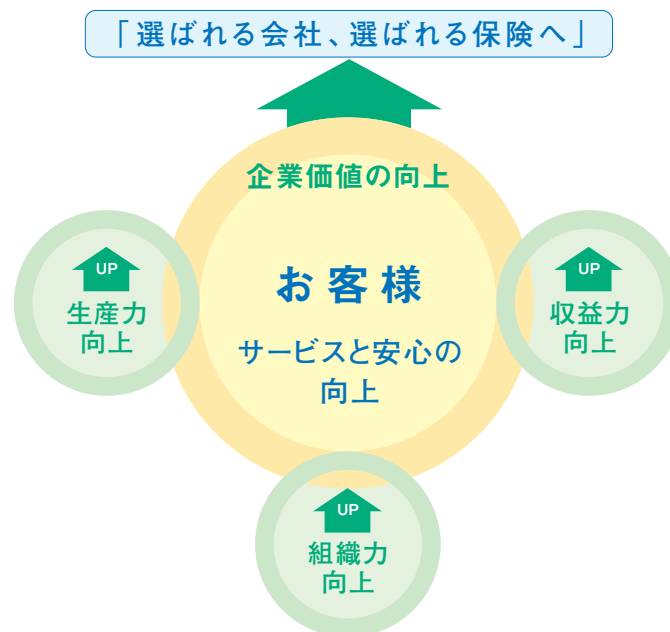 「選ばれる会社、選ばれる保険へ」
企業価値の向上
お客様
サービスと安心の
向上
UP
生産力
向上
UP
収益力
向上
UP
組織力
向上